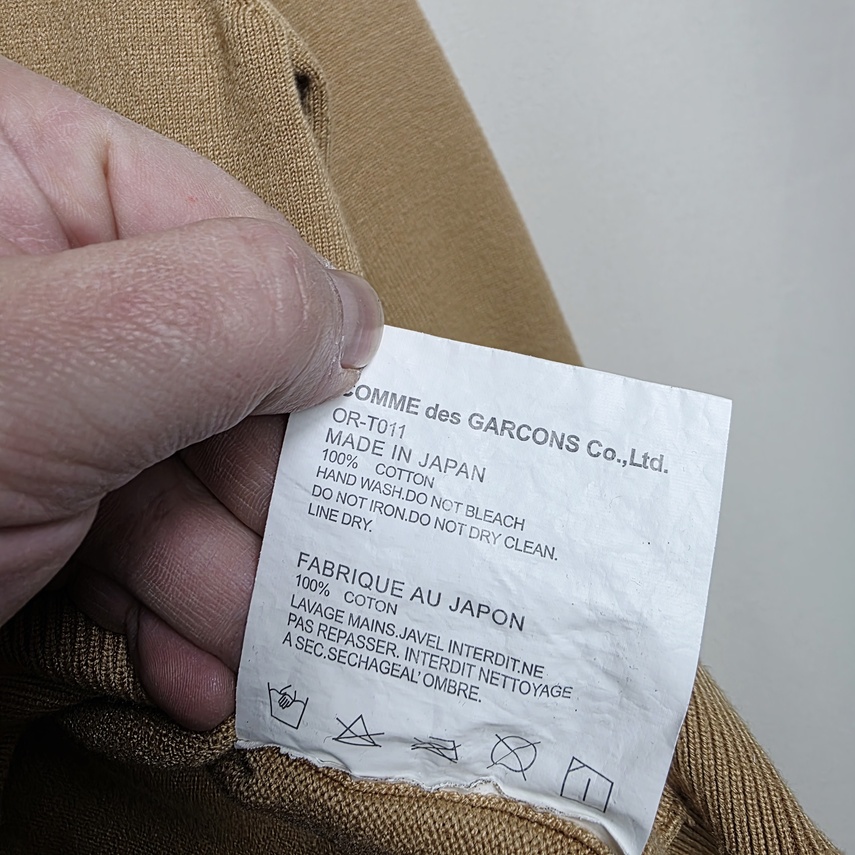 COMME des GARCONS Co.,Ltd.
OR-T011
MADE IN JAPAN
100% COTTON
HAND WASH.DO NOT BLEACH
DO NOT IRON.DO NOT DRY CLEAN.
LINE DRY.
FABRIQUE AU JAPON
100% COTON
LAVAGE MAINS.JAVEL INTERDIT.NE
PAS REPASSER. INTERDIT NETTOYAGE
A SEC.SECHAGEAL' OMBRE.